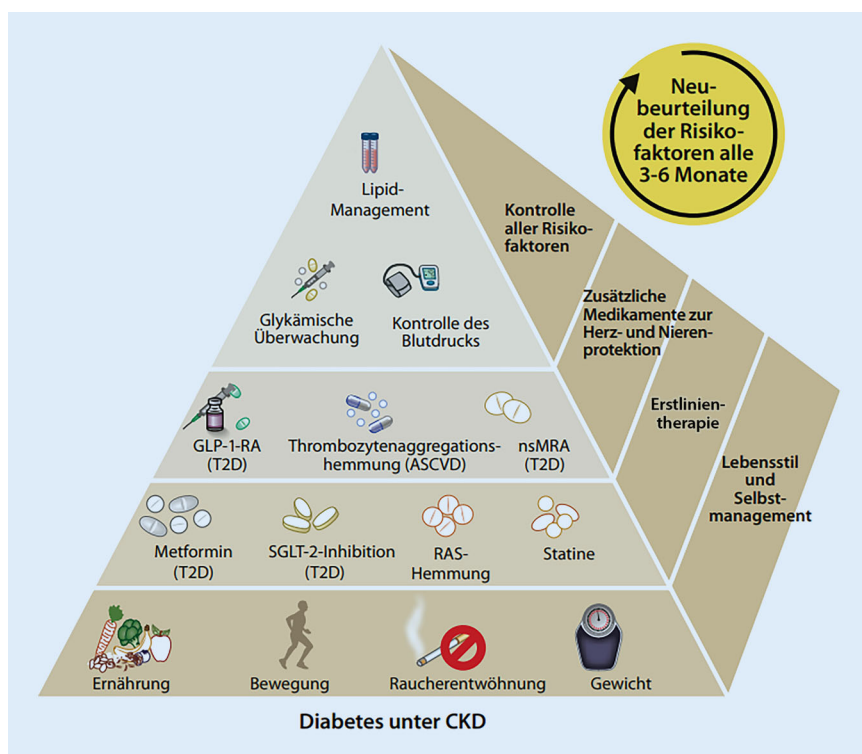 Neu-
beurteilung
der Risiko-
faktoren alle
3-6 Monate
Lipid-
Management
Kontrolle
aller Risiko-
faktoren
Glykämische
Überwachung
Kontrolle des
Blutdrucks
Zusätzliche
Medikamente zur
Herz- und Nieren-
protektion
GLP-1-RA
(T2D)
Thrombozytenaggregations-
hemmung (ASCVD)
nsMRA
(T2D)
Erstlinien-
therapie
Metformin
(T2D)
SGLT-2-Inhibition
(T2D)
RAS-
Hemmung
Statine
Lebensstil
und
Selbst-
management
Ernährung
Bewegung
Raucherentwöhnung
Gewicht
Diabetes unter CKD